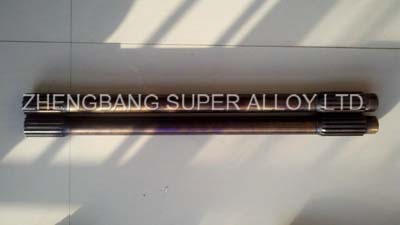 ZHENGBANG SUPER ALLOY LTD.